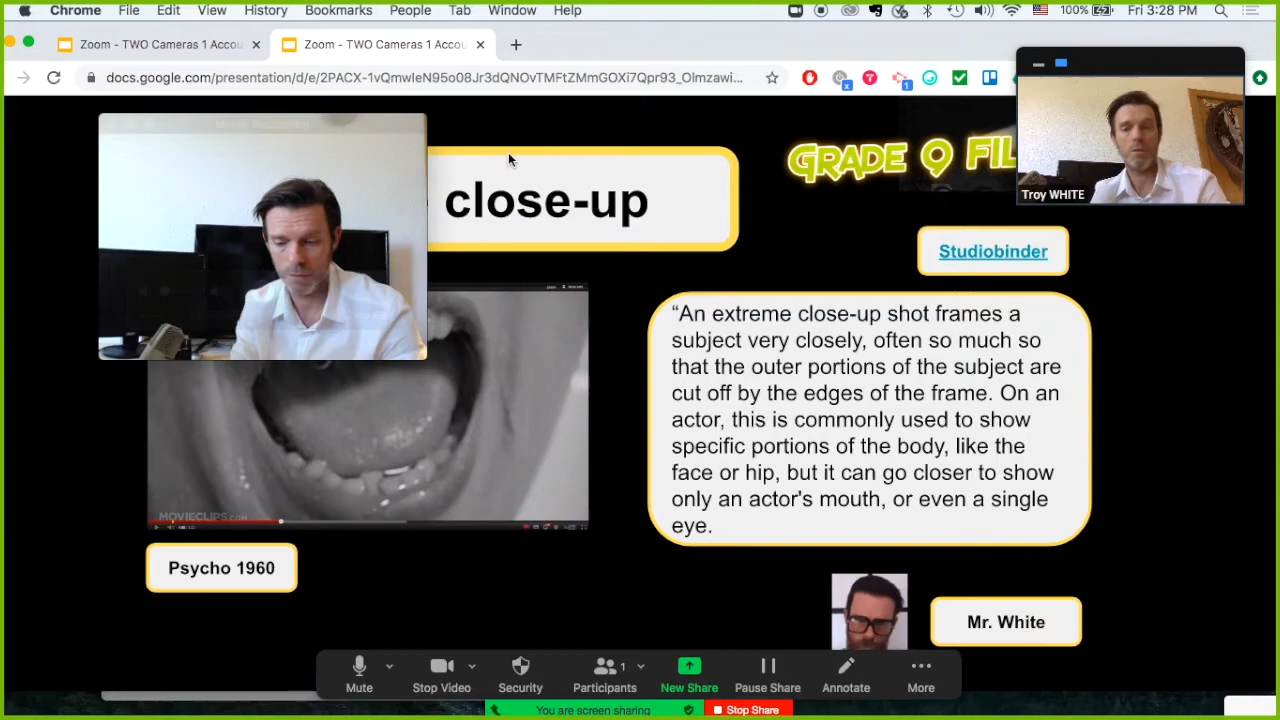 Chrome File Edit View History Bookmarks People Tab Window Help 100% Fri 3:28 PM
Zoom - TWO Cameras 1 Accou
Zoom - TWO Cameras 1 Accou
docs.google.com/presentation/d/e/2PACX-1vQmwIeN95o08Jr3dQNOvTMFtZMmGOXi7Qpr93_Olmzawi...
close-up
GRADE 9 FIL
Troy WHITE
Studiobinder
“An extreme close-up shot frames a
subject very closely, often so much so
that the outer portions of the subject are
cut off by the edges of the frame. On an
actor, this is commonly used to show
specific portions of the body, like the
face or hip, but it can go closer to show
only an actor's mouth, or even a single
eye.
MOVIECLIPS.COM
Psycho 1960
Mr. White
Mute
Stop Video
Security
Participants 1
New Share
Pause Share
Annotate
More
You are screen sharing
Stop Share